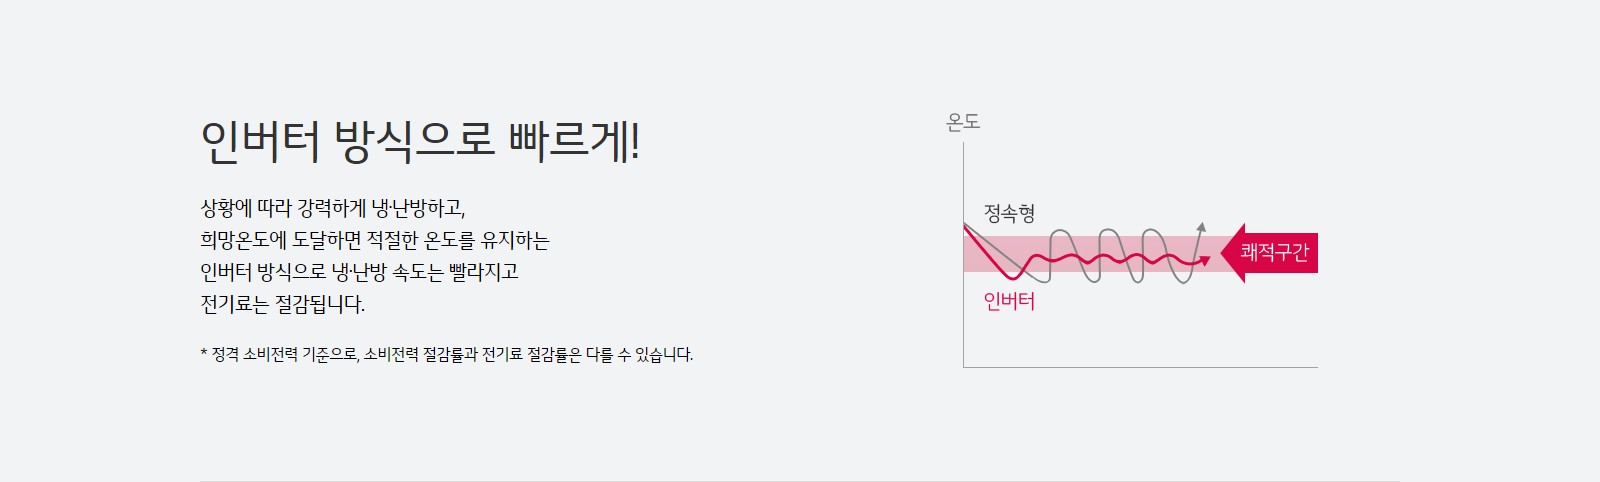 인버터 방식으로 빠르게!
상황에 따라 강력하게 냉·난방하고,
희망온도에 도달하면 적절한 온도를 유지하는
인버터 방식으로 냉·난방 속도는 빨라지고
전기료는 절감됩니다.
* 정격 소비전력 기준으로, 소비전력 절감률과 전기료 절감률은 다를 수 있습니다.
온도
정속형
쾌적구간
인버터